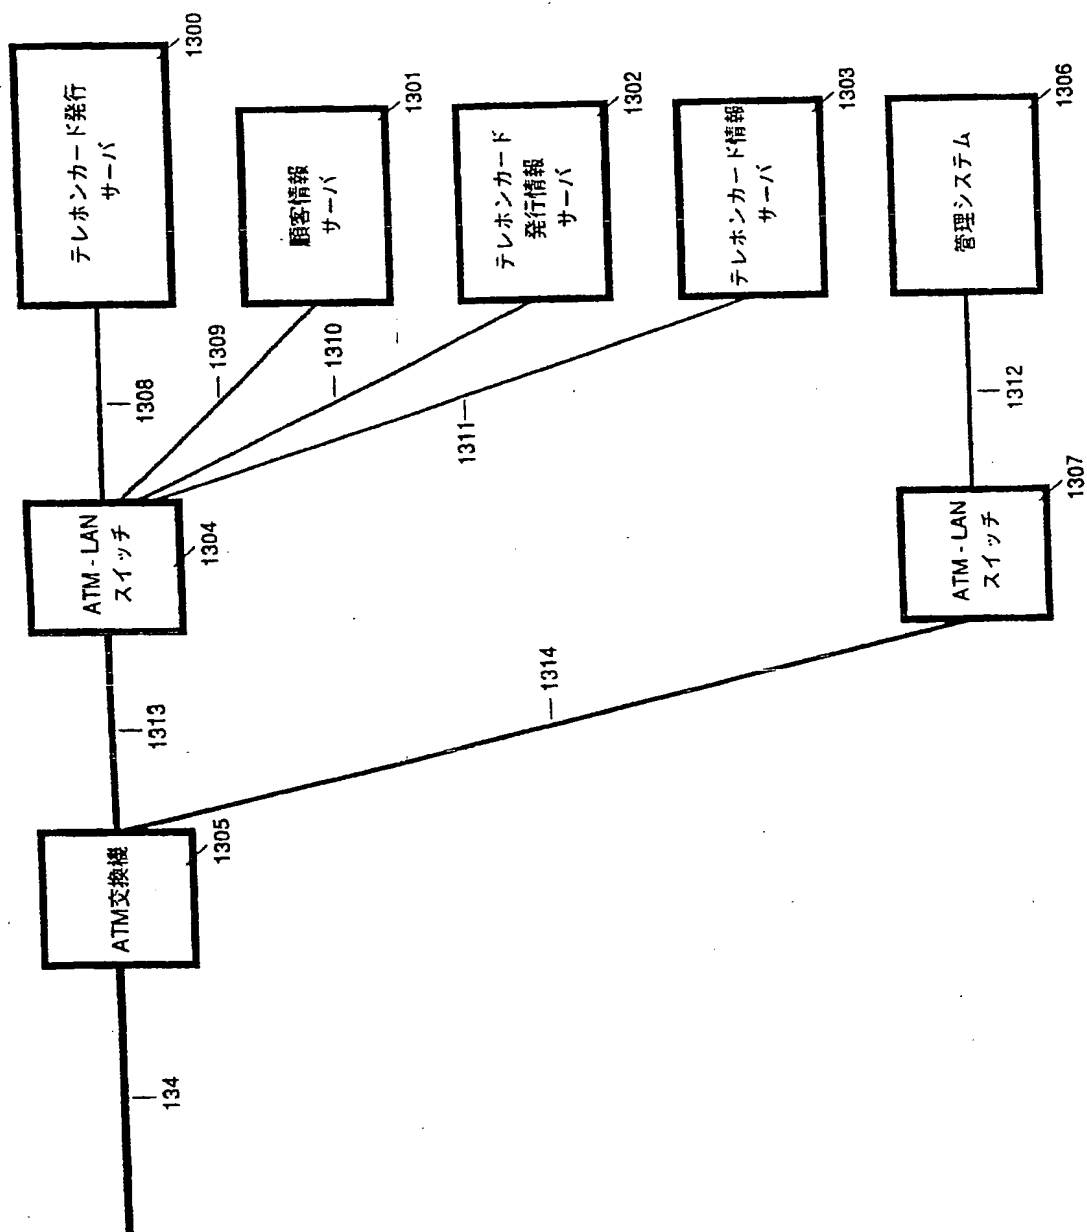 テレホンカード発行
サーバ
1300
顧客情報
サーバ
1301
テレホンカード
発行情報
サーバ
1302
テレホンカード情報
サーバ
1303
管理システム
1306
1308
1309
1310
1311
1312
ATM - LAN
スイッチ
1304
ATM - LAN
スイッチ
1307
1313
1314
ATM交換機
1305
134